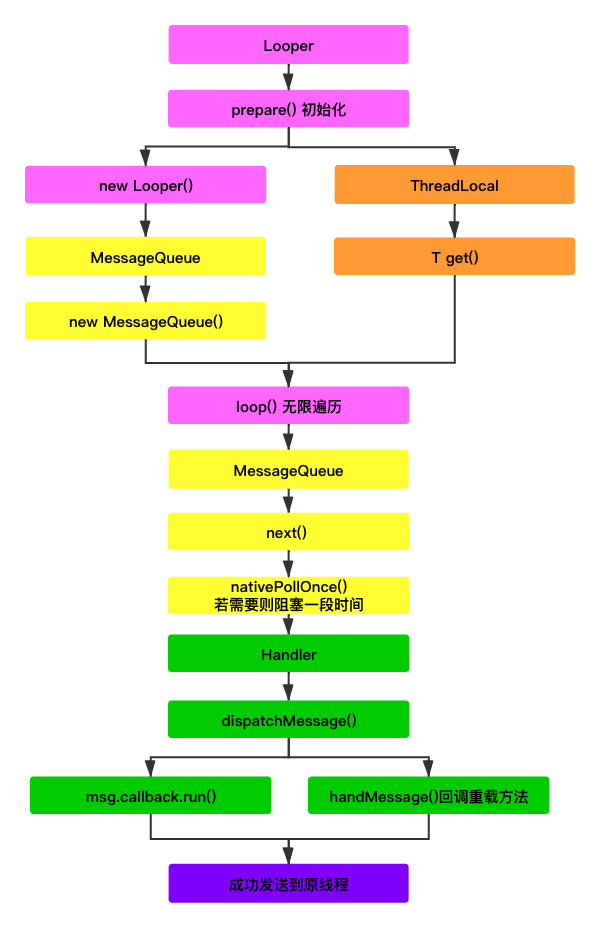 Looper
prepare() 初始化
new Looper()
ThreadLocal
MessageQueue
T get()
new MessageQueue()
loop() 无限遍历
MessageQueue
next()
nativePollOnce()
若需要则阻塞一段时间
Handler
dispatchMessage()
msg.callback.run()
handMessage()回调重载方法
成功发送到原线程